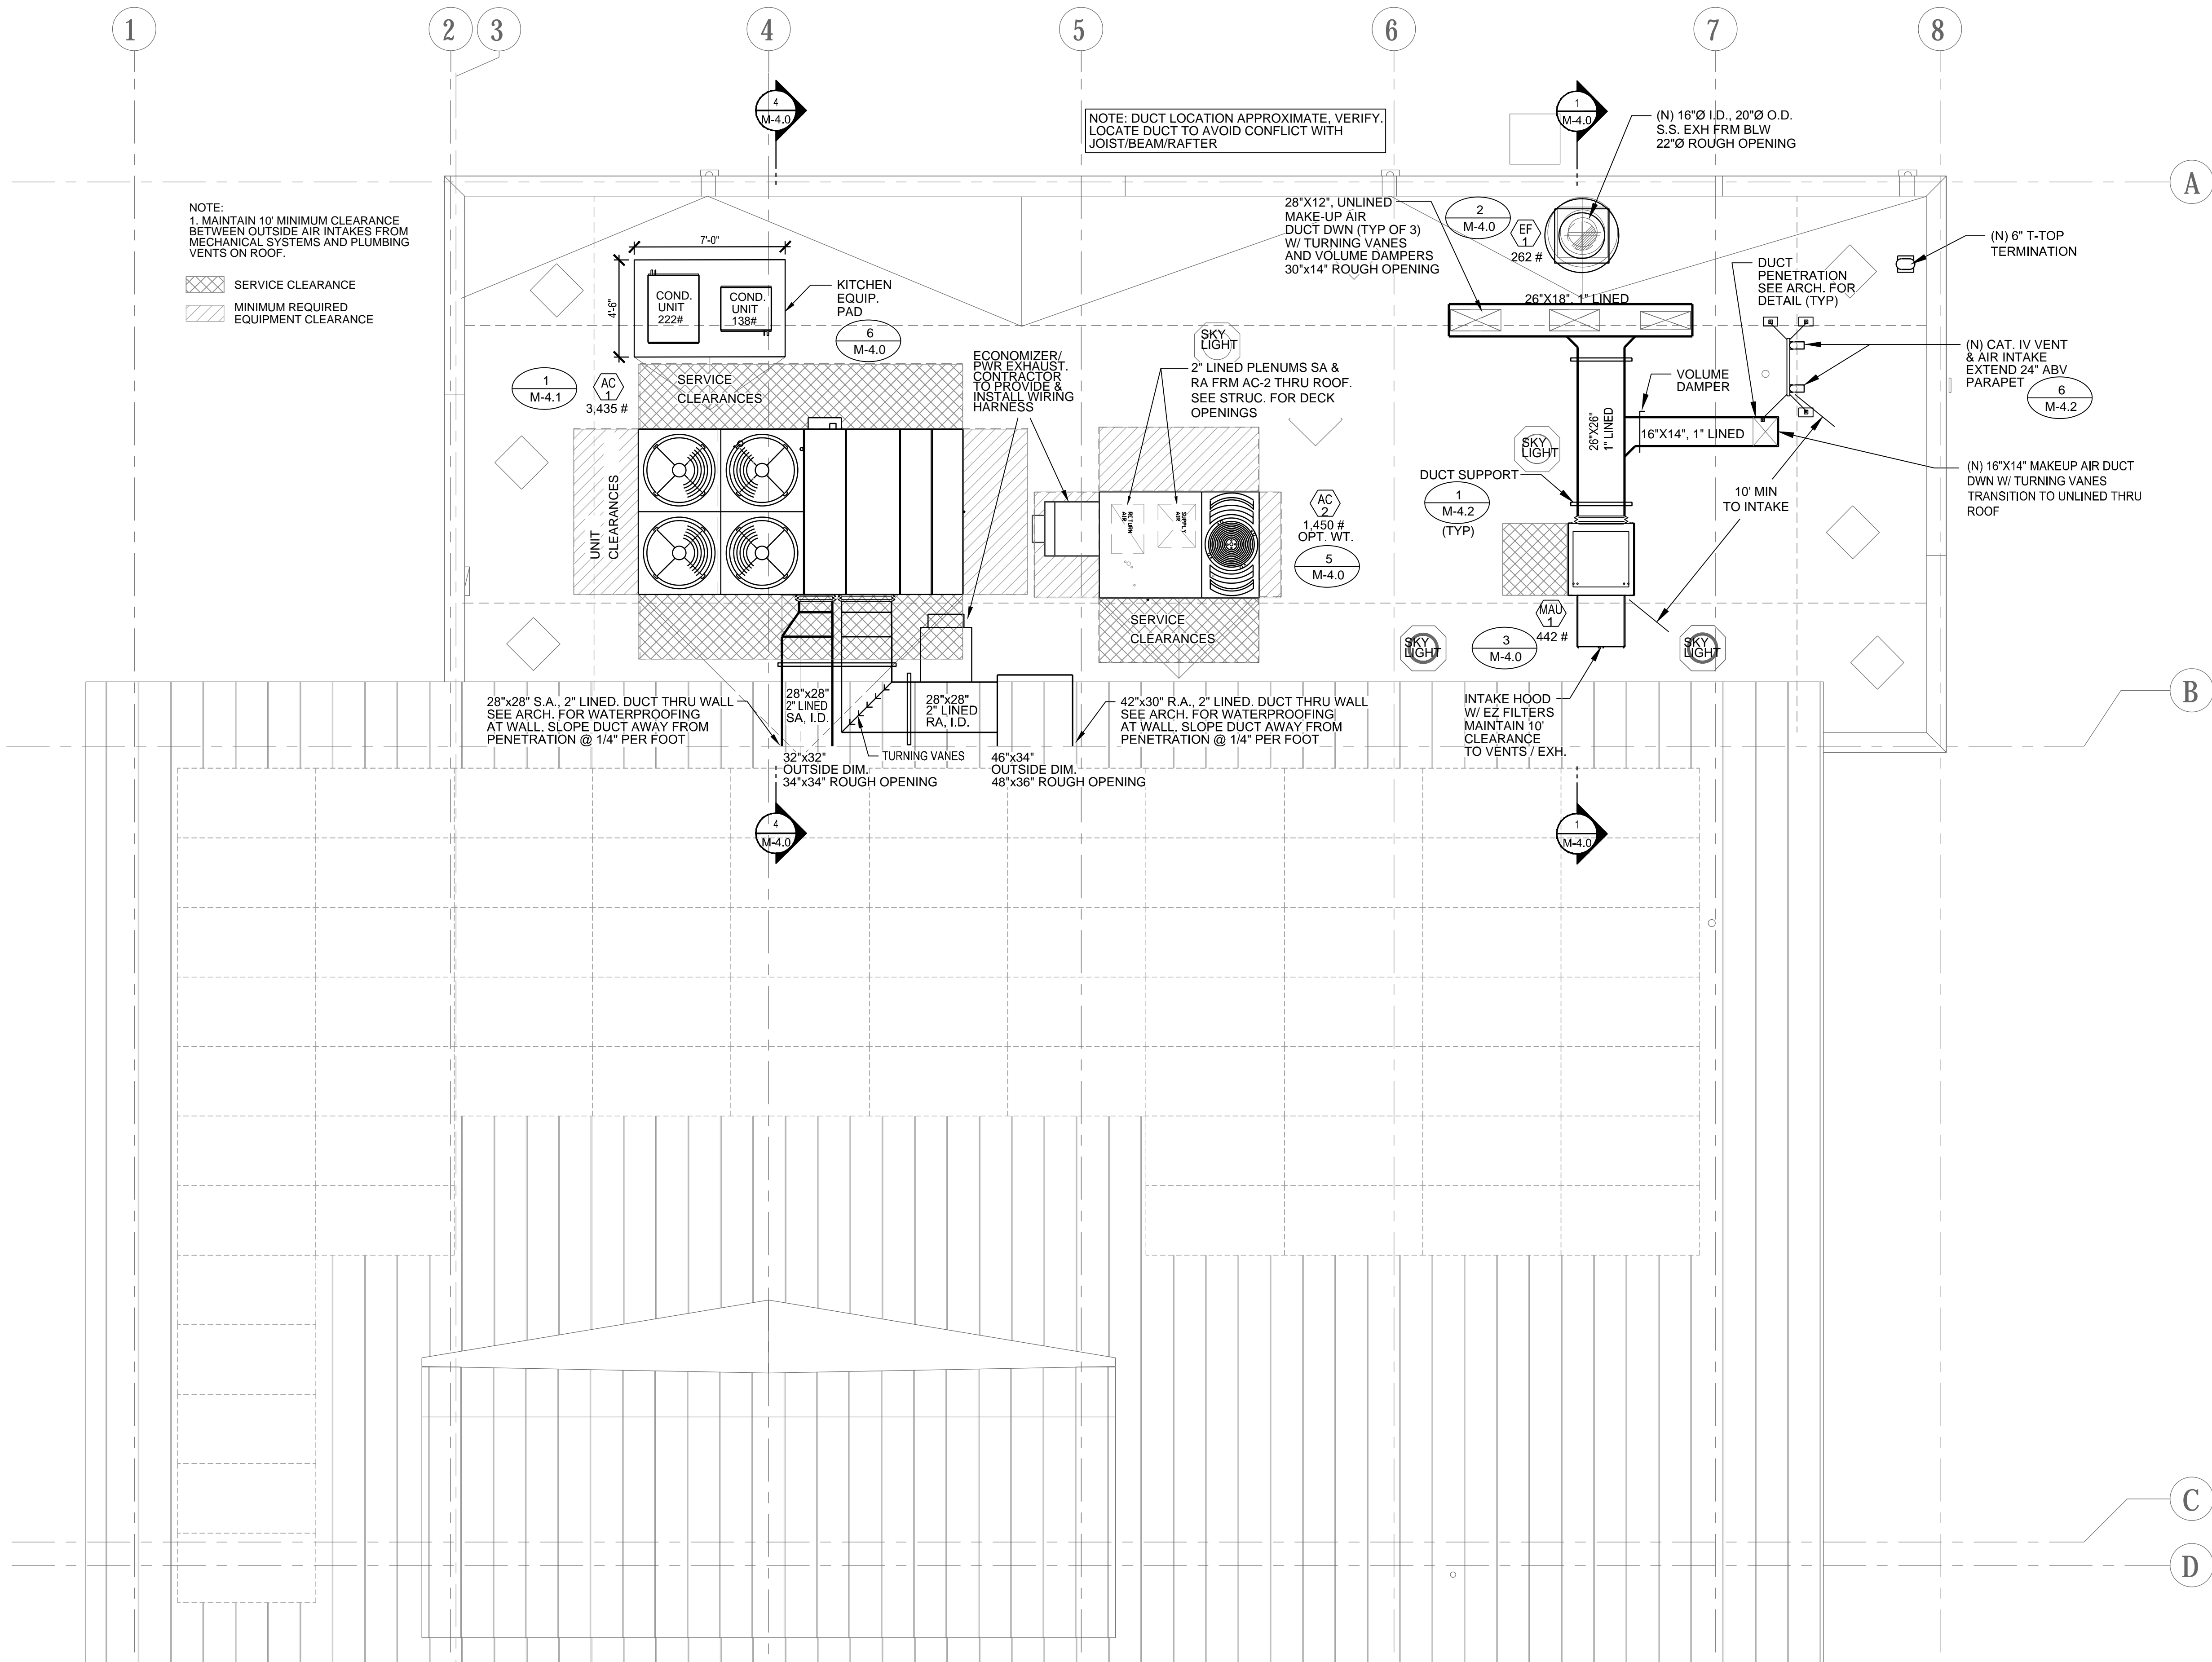 1
2
3
4
5
6
7
8
4
M-4.0
1
M-4.0
NOTE: DUCT LOCATION APPROXIMATE, VERIFY.
LOCATE DUCT TO AVOID CONFLICT WITH
JOIST/BEAM/RAFTER
(N) 16"Ø I.D., 20"Ø O.D.
S.S. EXH FRM BLW
22"Ø ROUGH OPENING
A
NOTE:
1. MAINTAIN 10' MINIMUM CLEARANCE
BETWEEN OUTSIDE AIR INTAKES FROM
MECHANICAL SYSTEMS AND PLUMBING
VENTS ON ROOF.
SERVICE CLEARANCE
MINIMUM REQUIRED
EQUIPMENT CLEARANCE
7'-0"
4'-6"
COND.
UNIT
222#
COND.
UNIT
138#
KITCHEN
EQUIP.
PAD
6
M-4.0
28"X12", UNLINED
MAKE-UP AIR
DUCT DWN (TYP OF 3)
W/ TURNING VANES
AND VOLUME DAMPERS
30"x14" ROUGH OPENING
2
M-4.0
EF
1
262 #
(N) 6" T-TOP
TERMINATION
DUCT
PENETRATION
SEE ARCH. FOR
DETAIL (TYP)
26"X18", 1" LINED
1
M-4.1
AC
1
3,435 #
SERVICE
CLEARANCES
ECONOMIZER/
PWR EXHAUST.
CONTRACTOR
TO PROVIDE &
INSTALL WIRING
HARNESS
SKY
LIGHT
2" LINED PLENUMS SA &
RA FRM AC-2 THRU ROOF.
SEE STRUC. FOR DECK
OPENINGS
VOLUME
DAMPER
(N) CAT. IV VENT
& AIR INTAKE
EXTEND 24" ABV
PARAPET
6
M-4.2
26"X26"
1" LINED
16"X14", 1" LINED
SKY
LIGHT
UNIT
CLEARANCES
DUCT SUPPORT
1
M-4.2
(TYP)
10' MIN
TO INTAKE
(N) 16"X14" MAKEUP AIR DUCT
DWN W/ TURNING VANES
TRANSITION TO UNLINED THRU
ROOF
RETURN
AIR
SUPPLY
AIR
AC
2
1,450 #
OPT. WT.
5
M-4.0
SERVICE
CLEARANCES
MAU
1
442 #
SKY
LIGHT
3
M-4.0
SKY
LIGHT
B
28"x28" S.A., 2" LINED. DUCT THRU WALL
SEE ARCH. FOR WATERPROOFING
AT WALL. SLOPE DUCT AWAY FROM
PENETRATION @ 1/4" PER FOOT
28"x28"
2" LINED
SA, I.D.
28"x28"
2" LINED
RA, I.D.
42"x30" R.A., 2" LINED. DUCT THRU WALL
SEE ARCH. FOR WATERPROOFING
AT WALL. SLOPE DUCT AWAY FROM
PENETRATION @ 1/4" PER FOOT
INTAKE HOOD
W/ EZ FILTERS
MAINTAIN 10'
CLEARANCE
TO VENTS / EXH.
TURNING VANES
32"x32"
OUTSIDE DIM.
34"x34" ROUGH OPENING
46"x34"
OUTSIDE DIM.
48"x36" ROUGH OPENING
4
M-4.0
1
M-4.0
C
D